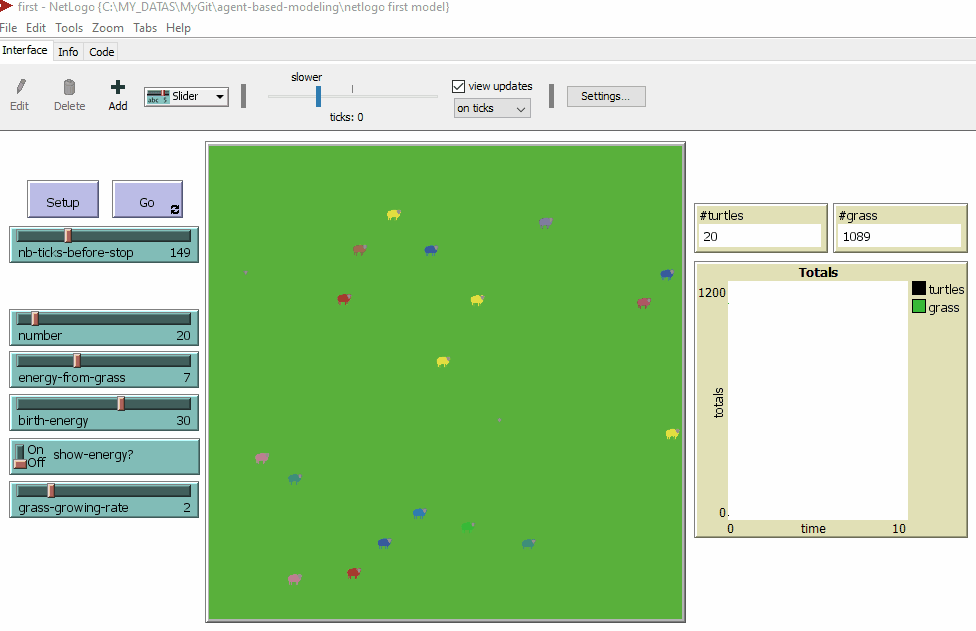 first - NetLogo {C:\MY_DATAS\MyGit\agent-based-modeling\netlogo first model}
File Edit Tools Zoom Tabs Help
Interface Info Code
Edit Delete Add
abc 5 Slider
slower
ticks: 0
view updates
on ticks
Settings...
Setup Go
nb-ticks-before-stop 149
number 20
energy-from-grass 7
birth-energy 30
On
Off
show-energy?
grass-growing-rate 2
#turtles
20
#grass
1089
Totals
1200
totals
0
0 time 10
turtles
grass